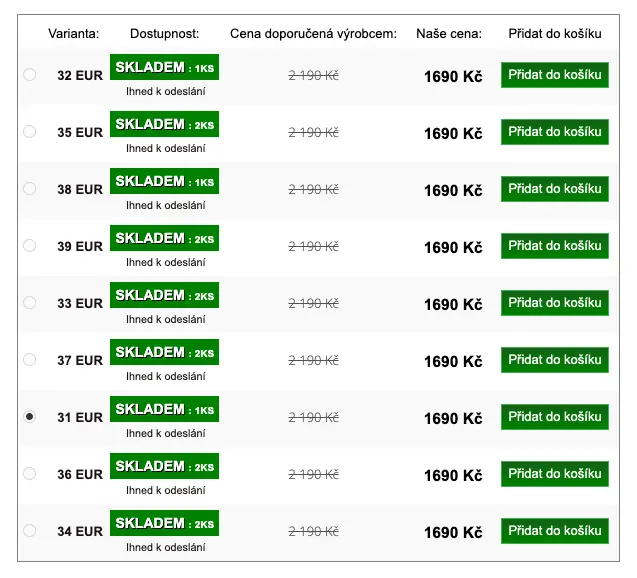 Varianta: Dostupnost: Cena doporučená výrobcem: Naše cena: Přidat do košíku
32 EUR SKLADEM : 1KS 2 190 Kč 1690 Kč Přidat do košíku
Ihned k odeslání
35 EUR SKLADEM : 2KS 2 190 Kč 1690 Kč Přidat do košíku
Ihned k odeslání
38 EUR SKLADEM : 1KS 2 190 Kč 1690 Kč Přidat do košíku
Ihned k odeslání
39 EUR SKLADEM : 2KS 2 190 Kč 1690 Kč Přidat do košíku
Ihned k odeslání
33 EUR SKLADEM : 2KS 2 190 Kč 1690 Kč Přidat do košíku
Ihned k odeslání
37 EUR SKLADEM : 2KS 2 190 Kč 1690 Kč Přidat do košíku
Ihned k odeslání
31 EUR SKLADEM : 1KS 2 190 Kč 1690 Kč Přidat do košíku
Ihned k odeslání
36 EUR SKLADEM : 2KS 2 190 Kč 1690 Kč Přidat do košíku
Ihned k odeslání
34 EUR SKLADEM : 2KS 2 190 Kč 1690 Kč Přidat do košíku
Ihned k odeslání